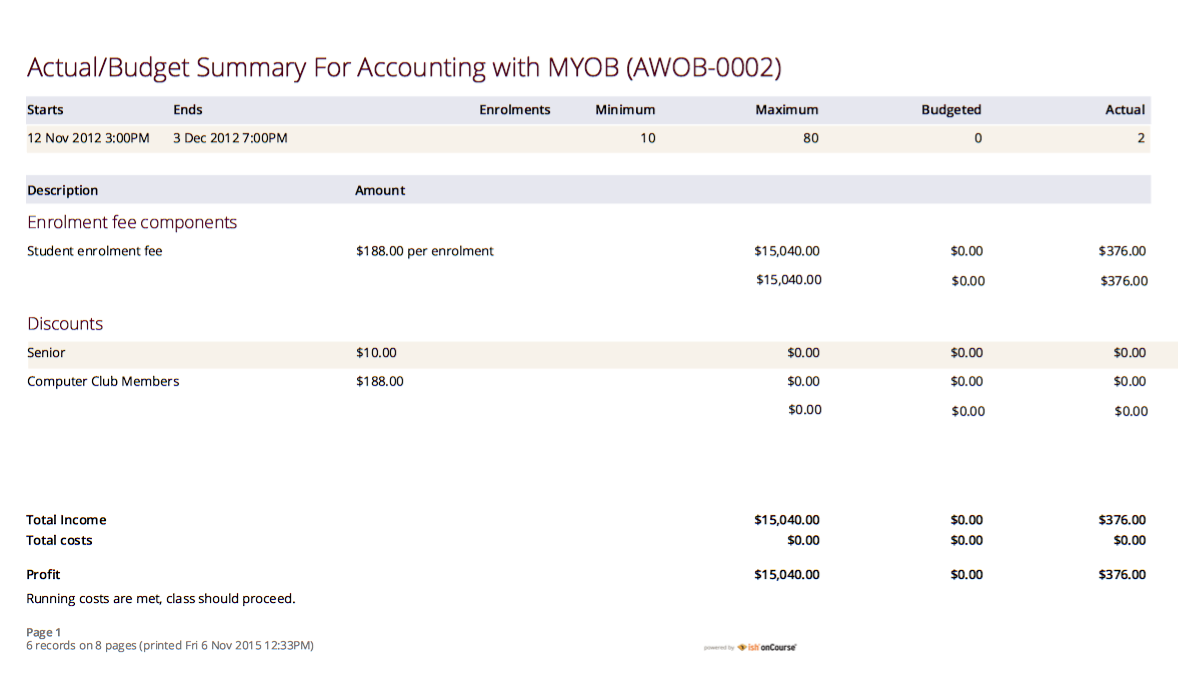 Actual/Budget Summary For Accounting with MYOB (AWOB-0002)
Starts Ends Enrolments Minimum Maximum Budgeted Actual
12 Nov 2012 3:00PM 3 Dec 2012 7:00PM 10 80 0 2
Description Amount
Enrolment fee components
Student enrolment fee $188.00 per enrolment $15,040.00 $0.00 $376.00
$15,040.00 $0.00 $376.00
Discounts
Senior $10.00 $0.00 $0.00 $0.00
Computer Club Members $188.00 $0.00 $0.00 $0.00
$0.00 $0.00 $0.00
Total Income $15,040.00 $0.00 $376.00
Total costs $0.00 $0.00 $0.00
Profit $15,040.00 $0.00 $376.00
Running costs are met, class should proceed.
Page 1
6 records on 8 pages (printed Fri 6 Nov 2015 12:33PM)
powered by ish onCourse